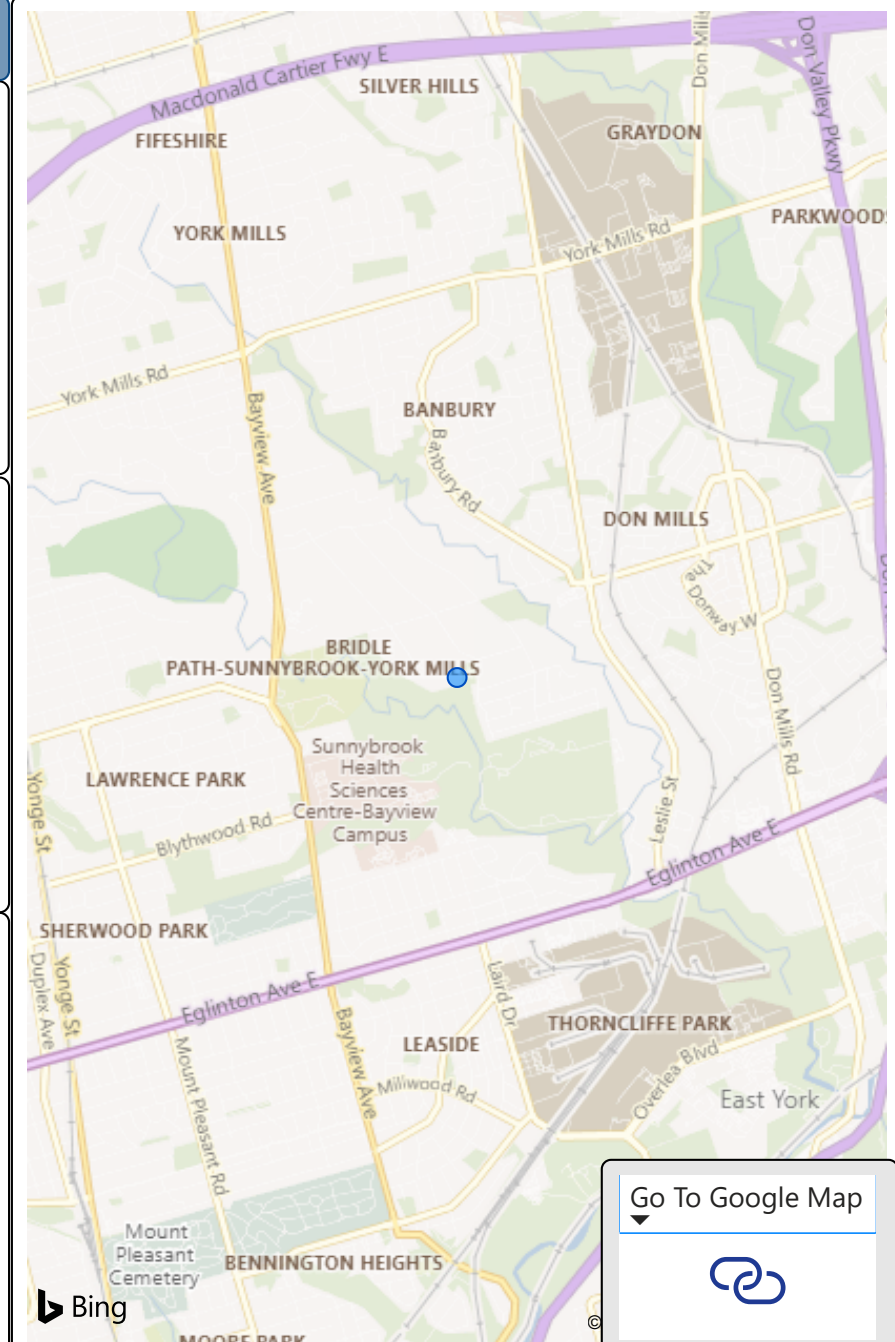 Macdonald Cartier Fwy E
SILVER HILLS
Don Mills
Don Valley Pkwy
FIFESHIRE
GRAYDON
YORK MILLS
PARKWOODS
York Mills Rd
York Mills Rd
Bayview Ave
BANBURY
Banbury Rd
DON MILLS
The Donway W
BRIDLE
PATH-SUNNYBROOK-YORK MILLS
Don Mills Rd
Sunnybrook
Health
Sciences
Centre-Bayview
Campus
LAWRENCE PARK
Yonge St
Blythwood Rd
Leslie St
Eglinton Ave E
SHERWOOD PARK
Duplex Ave
Yonge St
Eglinton Ave E
Laird Dr
THORNCLIFFE PARK
Bayview Ave
LEASIDE
Mount Pleasant Rd
Millwood Rd
Overlea Blvd
East York
Go To Google Map
Mount
Pleasant
Cemetery
BENNINGTON HEIGHTS
Bing
©
MOORE PARK